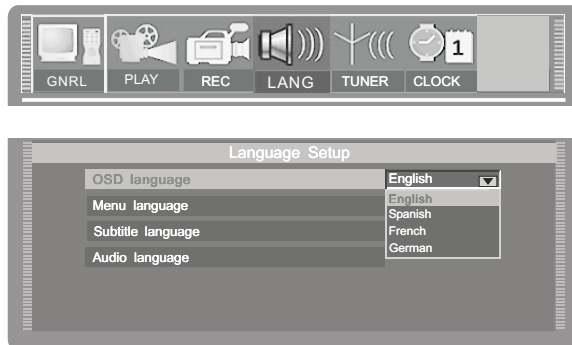 1
GNRL PLAY REC LANG TUNER CLOCK
Language Setup
OSD language English
English
Menu language
Spanish
Subtitle language French
German
Audio language